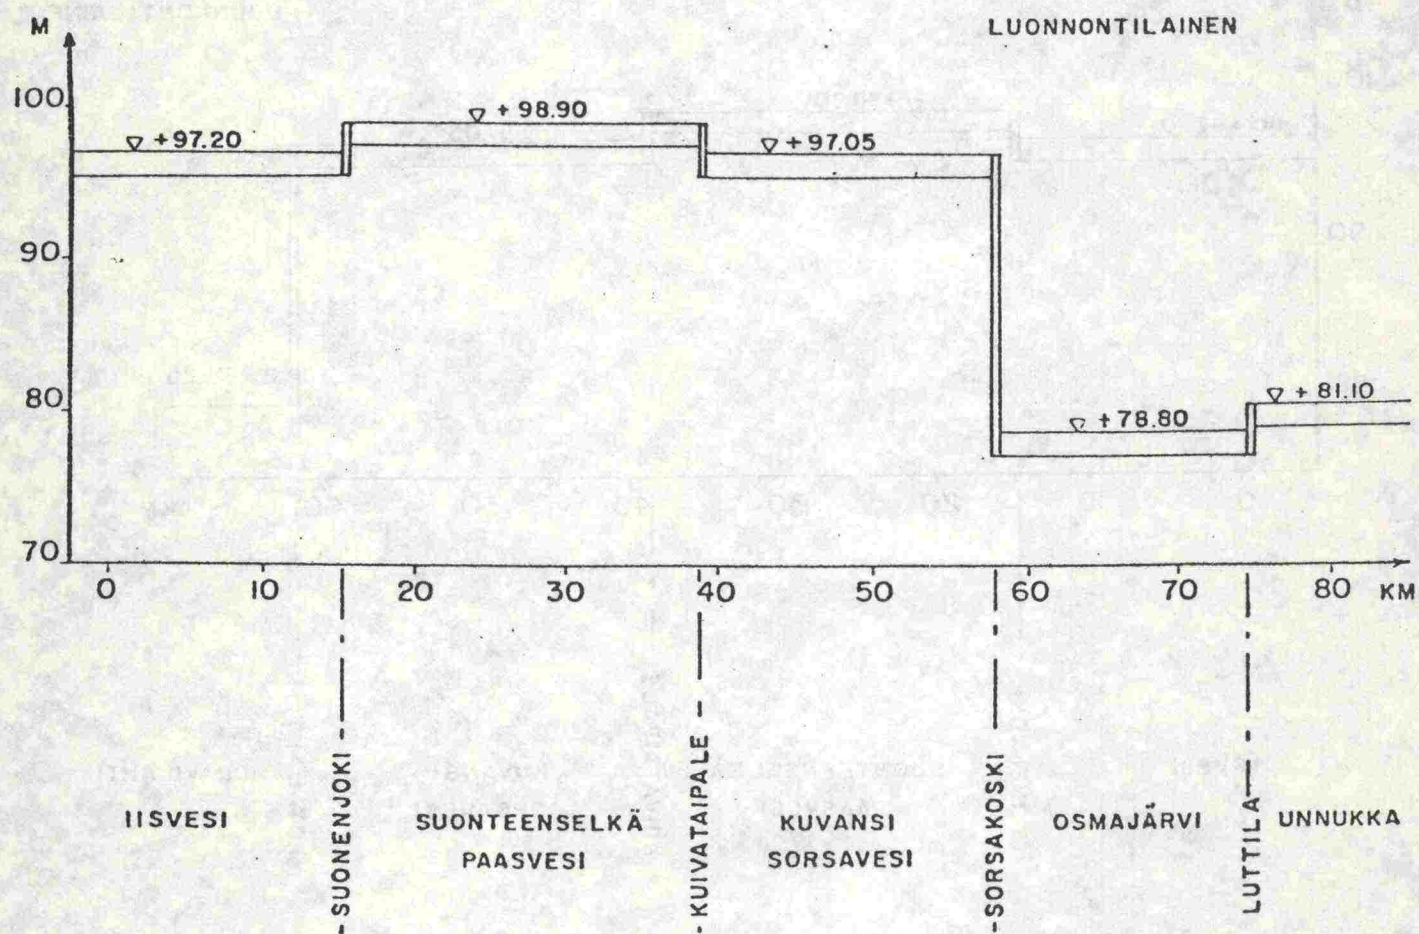 M
LUONNONTILAINEN
100
+98.90
+97.20
+97.05
90
80
+81.10
+78.80
70
0 10 20 30 40 50 60 70 80 KM
SUONENJOKI
KUIVATAIPALE
SORSAKOSKI
LUTTILA
IISVESI
SUONTEENSELKÄ
PAASVESI
KUVANSI
SORSAVESI
OSMAJÄRVI
UNNUKKA